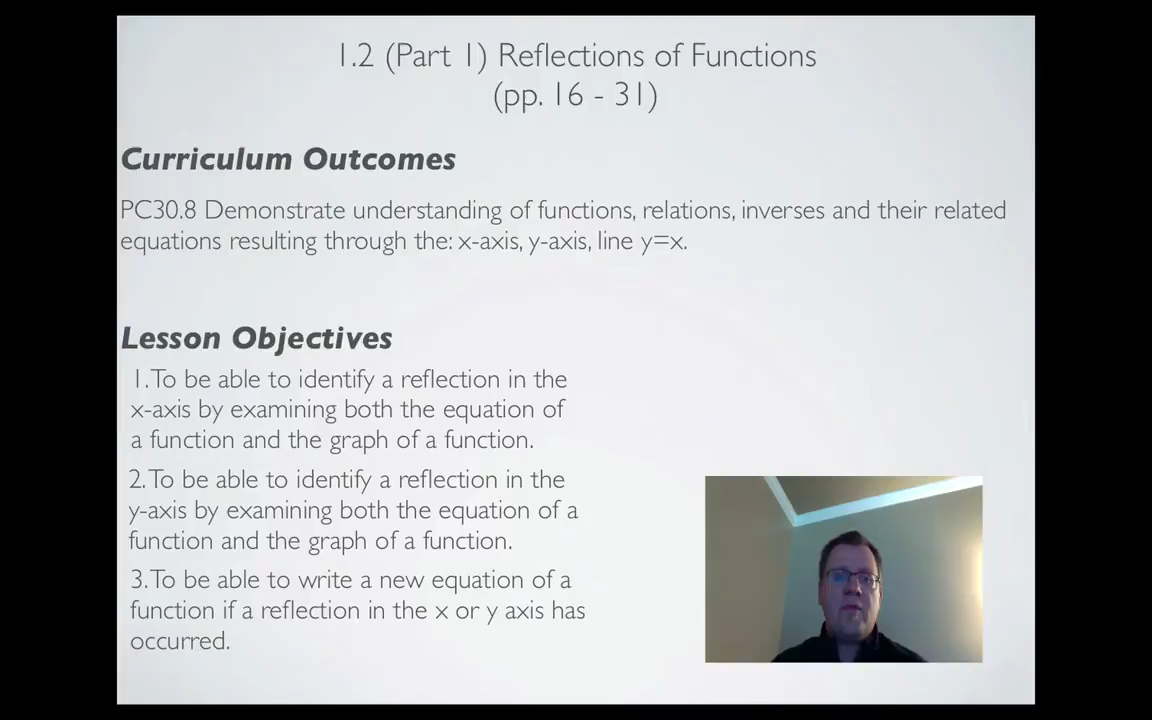 1.2 (Part 1) Reflections of Functions
(pp. 16 - 31)
Curriculum Outcomes
PC30.8 Demonstrate understanding of functions, relations, inverses and their related
equations resulting through the: x-axis, y-axis, line y=x.
Lesson Objectives
1. To be able to identify a reflection in the
x-axis by examining both the equation of
a function and the graph of a function.
2. To be able to identify a reflection in the
y-axis by examining both the equation of a
function and the graph of a function.
3. To be able to write a new equation of a
function if a reflection in the x or y axis has
occurred.